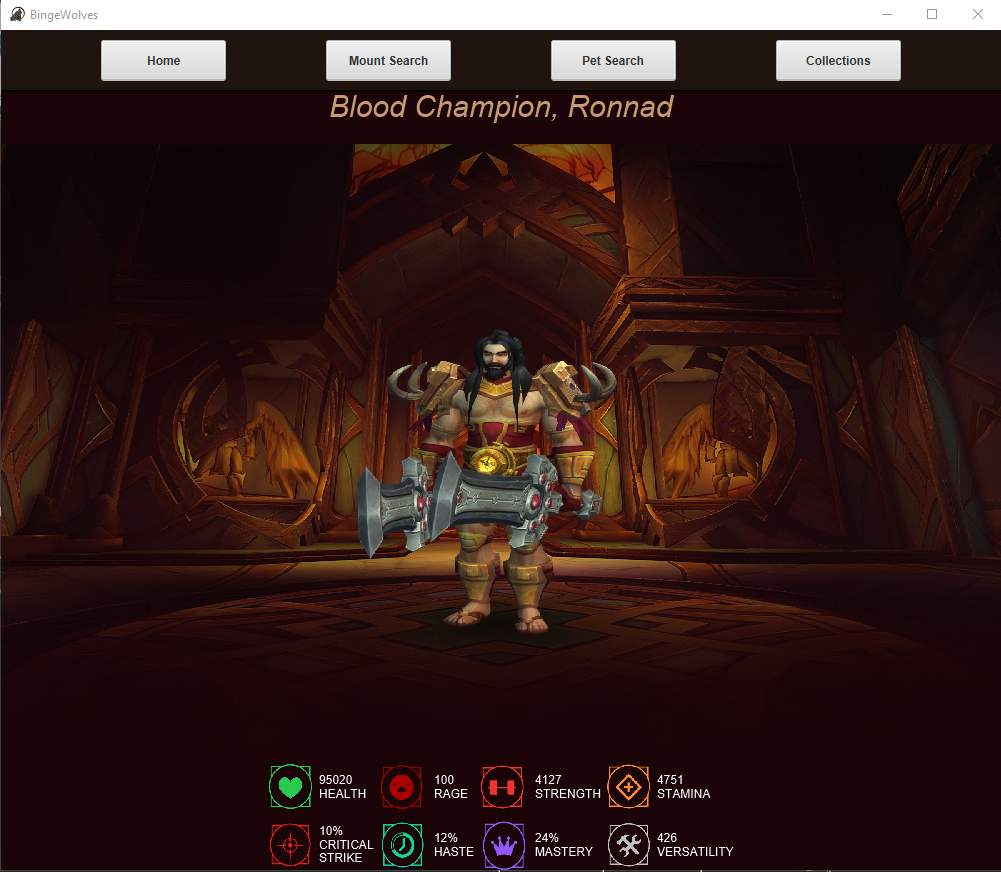 BingeWolves
Home
Mount Search
Pet Search
Collections
Blood Champion, Ronnad
95020
HEALTH
100
RAGE
4127
STRENGTH
4751
STAMINA
10%
CRITICAL
STRIKE
12%
HASTE
24%
MASTERY
426
VERSATILITY